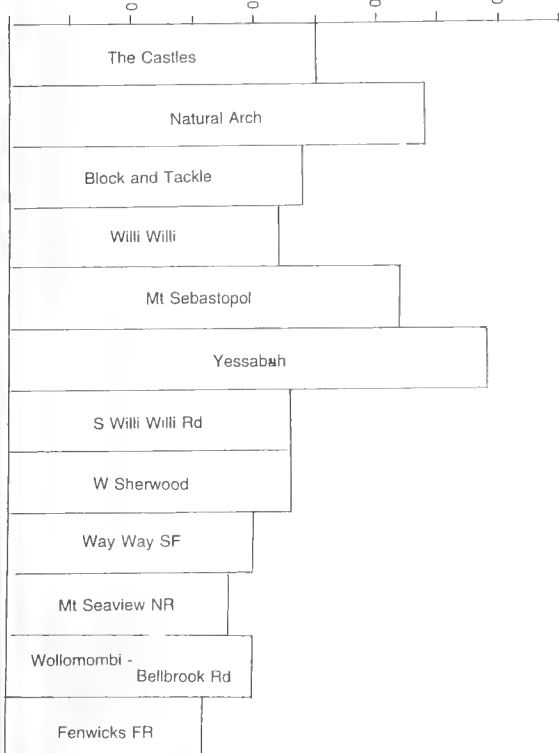 The Castles
Natural Arch
Block and Tackle
Willi Willi
Mt Sebastopol
Yessabah
S Willi Willi Rd
W Sherwood
Way Way SF
Mt Seaview NR
Wollomombi -
Bellbrook Rd
Fenwicks FR